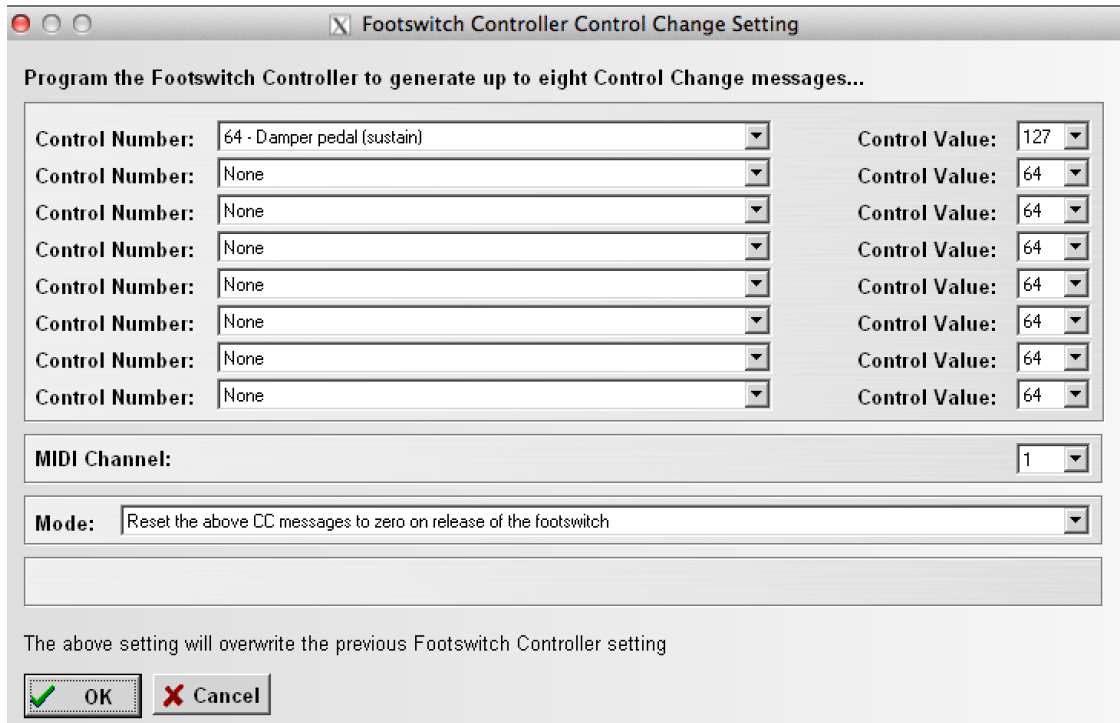 Footswitch Controller Control Change Setting
Program the Footswitch Controller to generate up to eight Control Change messages...
Control Number: 64 - Damper pedal (sustain) Control Value: 127
Control Number: None Control Value: 64
Control Number: None Control Value: 64
Control Number: None Control Value: 64
Control Number: None Control Value: 64
Control Number: None Control Value: 64
Control Number: None Control Value: 64
Control Number: None Control Value: 64
MIDI Channel: 1
Mode: Reset the above CC messages to zero on release of the footswitch
The above setting will overwrite the previous Footswitch Controller setting
OK Cancel